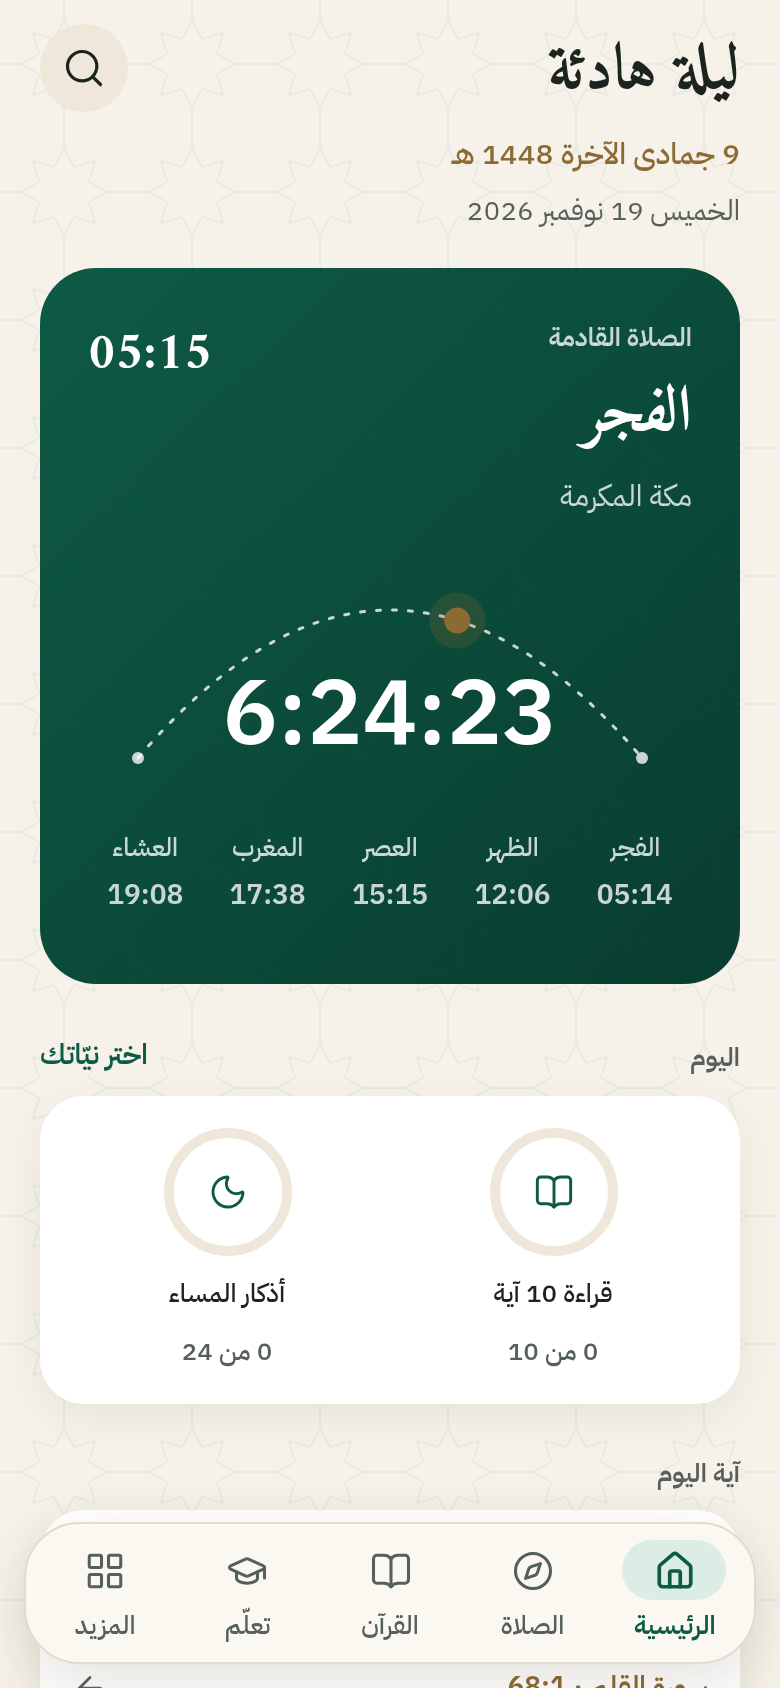 ليلة هادئة
9 جمادى الآخرة 1448 هـ
الخميس 19 نوفمبر 2026
الصلاة القادمة
05:15
الفجر
مكة المكرمة
6:24:23
الفجر الظهر العصر المغرب العشاء
05:14 12:06 15:15 17:38 19:08
اليوم
اختر نيّاتك
قراءة 10 آية
أذكار المساء
0 من 10
0 من 24
آية اليوم
الرئيسية الصلاة القرآن تعلّم المزيد
68:1